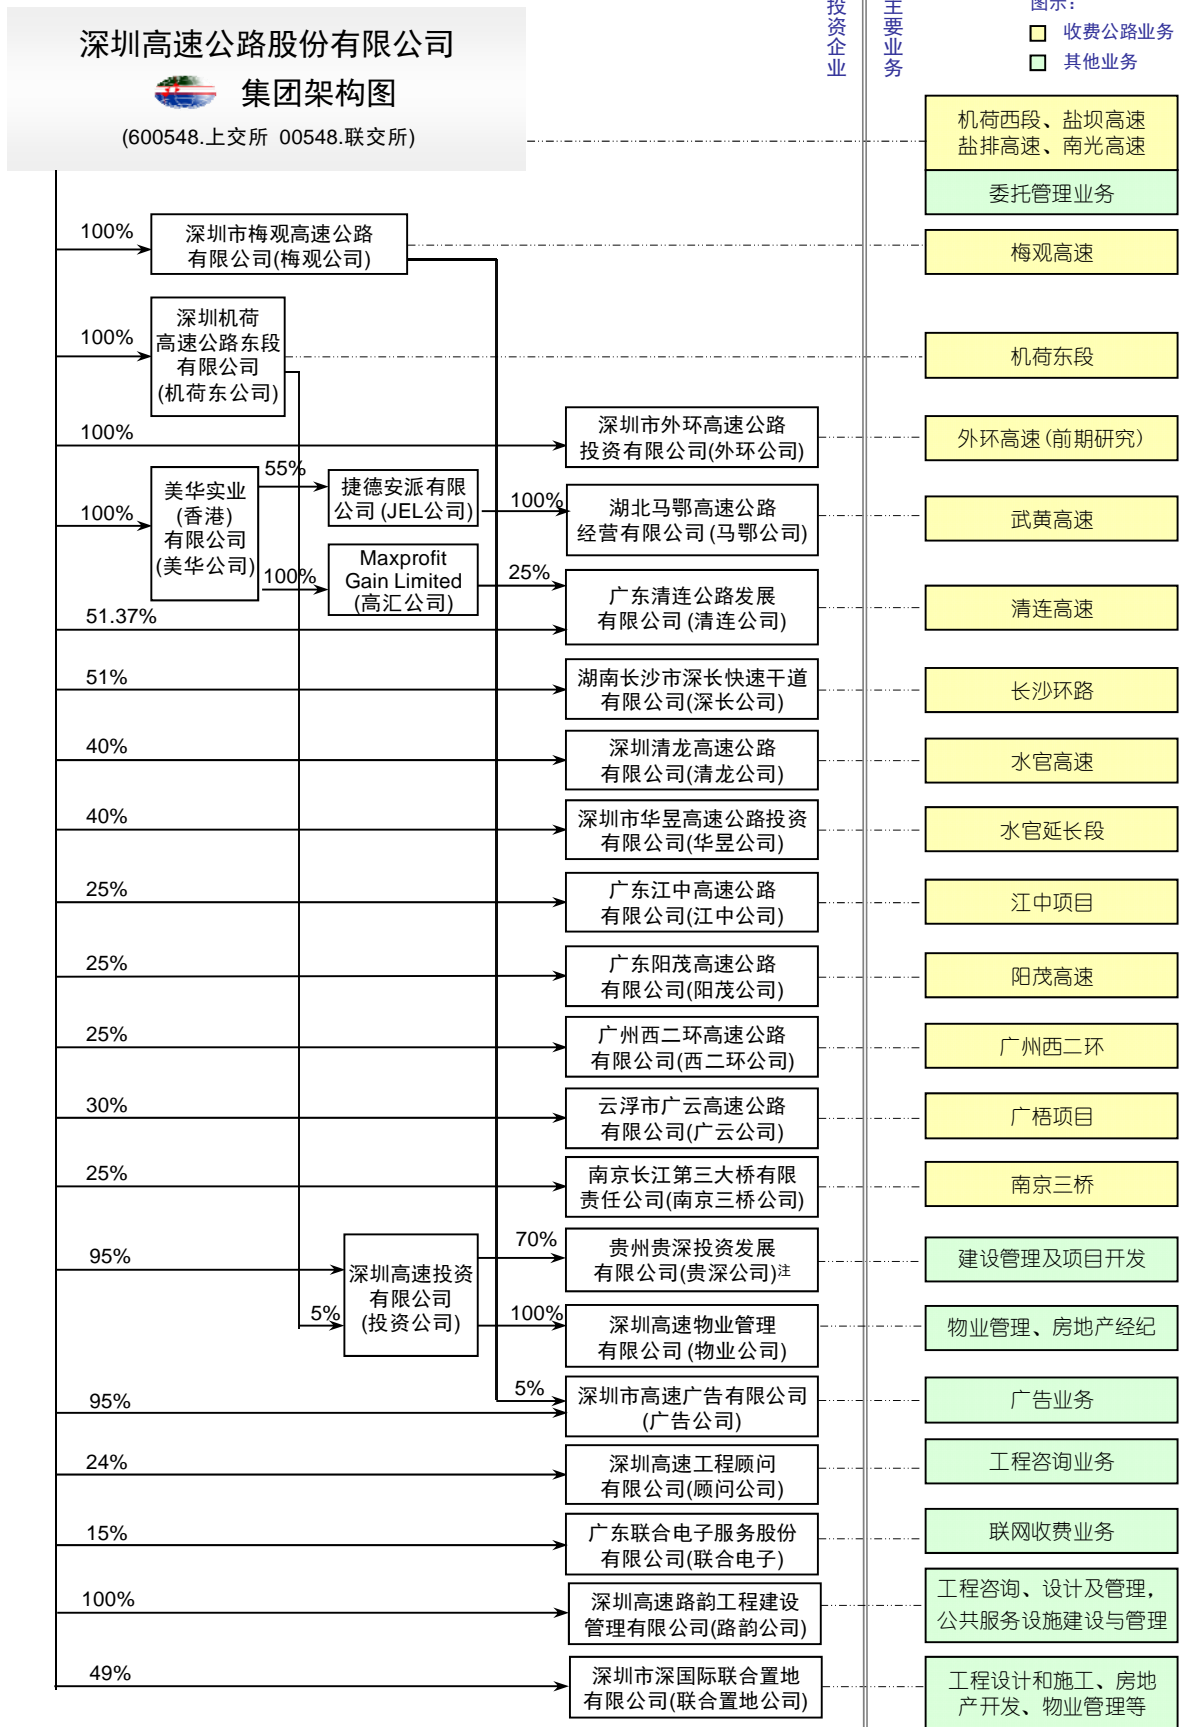 深圳高速公路股份有限公司
集团架构图
(600548.上交所 00548.联交所)
投资企业
主要业务
图示:
收费公路业务
其他业务
机荷西段、盐坝高速
盐排高速、南光高速
委托管理业务
100%
深圳市梅观高速公路
有限公司(梅观公司)
梅观高速
100%
深圳机荷
高速公路东段
有限公司
(机荷东公司)
机荷东段
100%
深圳市外环高速公路
投资有限公司(外环公司)
外环高速(前期研究)
100%
美华实业
(香港)
有限公司
(美华公司)
55%
捷德安派有限
公司(JEL公司)
100%
湖北马鄂高速公路
经营有限公司(马鄂公司)
武黄高速
100%
Maxprofit
Gain Limited
(高汇公司)
25%
51.37%
广东清连公路发展
有限公司(清连公司)
清连高速
51%
湖南长沙市深长快速干道
有限公司(深长公司)
长沙环路
40%
深圳清龙高速公路
有限公司(清龙公司)
水官高速
40%
深圳市华昱高速公路投资
有限公司(华昱公司)
水官延长段
25%
广东江中高速公路
有限公司(江中公司)
江中项目
25%
广东阳茂高速公路
有限公司(阳茂公司)
阳茂高速
25%
广州西二环高速公路
有限公司(西二环公司)
广州西二环
30%
云浮市广云高速公路
有限公司(广云公司)
广梧项目
25%
南京长江第三大桥有限
责任公司(南京三桥公司)
南京三桥
95%
5%
深圳高速投资
有限公司
(投资公司)
70%
贵州贵深投资发展
有限公司(贵深公司)注
建设管理及项目开发
100%
深圳高速物业管理
有限公司(物业公司)
物业管理、房地产经纪
95%
5%
深圳市高速广告有限公司
(广告公司)
广告业务
24%
深圳高速工程顾问
有限公司(顾问公司)
工程咨询业务
15%
广东联合电子服务股份
有限公司(联合电子)
联网收费业务
100%
深圳高速路韵工程建设
管理有限公司(路韵公司)
工程咨询、设计及管理，
公共服务设施建设与管理
49%
深圳市深国际联合置地
有限公司(联合置地公司)
工程设计和施工、房地
产开发、物业管理等